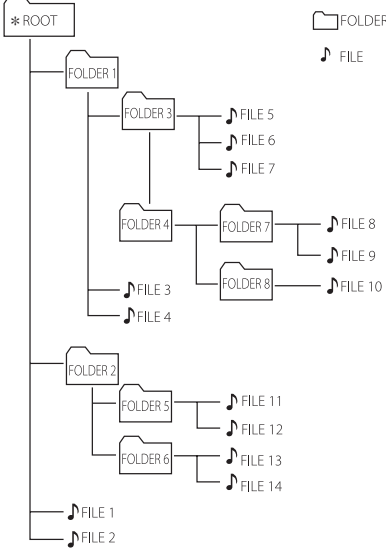 * ROOT
FOLDER
FILE
FOLDER 1
FOLDER 3
FILE 5
FILE 6
FILE 7
FOLDER 4
FOLDER 7
FILE 8
FILE 9
FOLDER 8
FILE 10
FILE 3
FILE 4
FOLDER 2
FOLDER 5
FILE 11
FILE 12
FOLDER 6
FILE 13
FILE 14
FILE 1
FILE 2